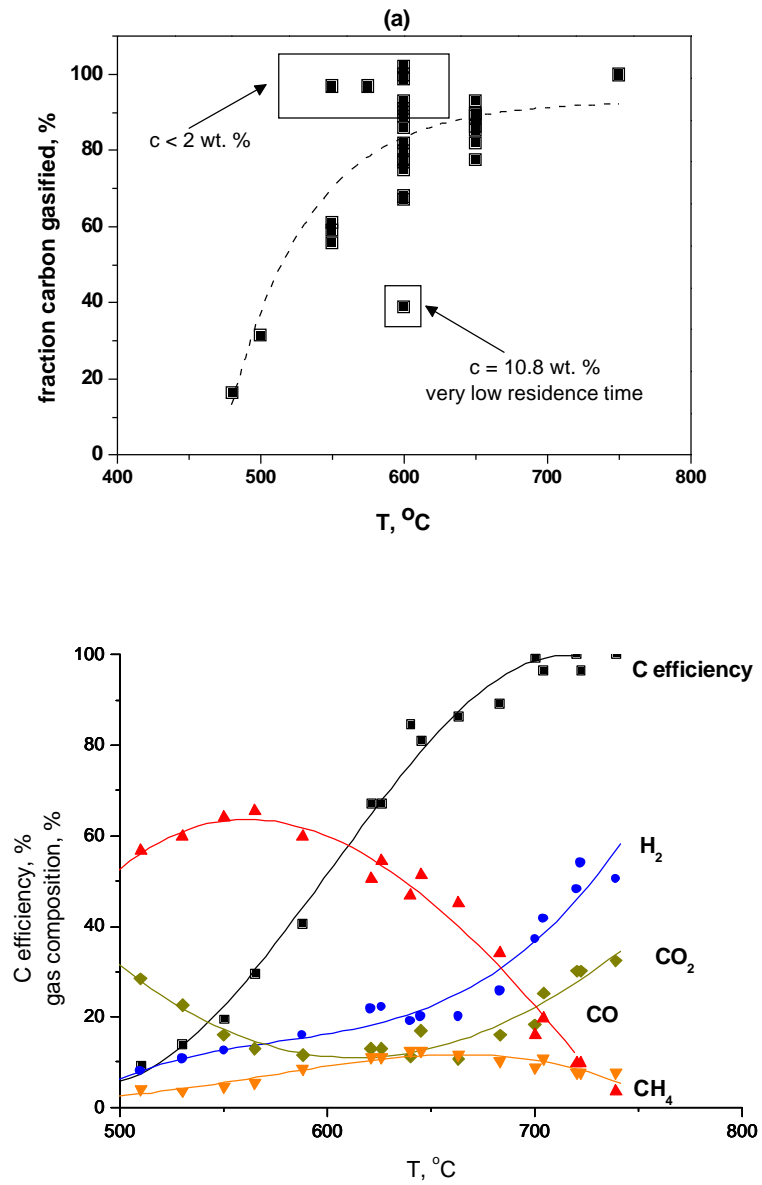 (a)
fraction carbon gasified, %
100
80
60
40
20
0
c < 2 wt. %
c = 10.8 wt. %
very low residence time
400
500
600
700
800
T, °C
C efficiency, %
gas composition, %
100
80
60
40
20
0
C efficiency
H₂
CO₂
CO
CH₄
500
600
700
800
T, °C